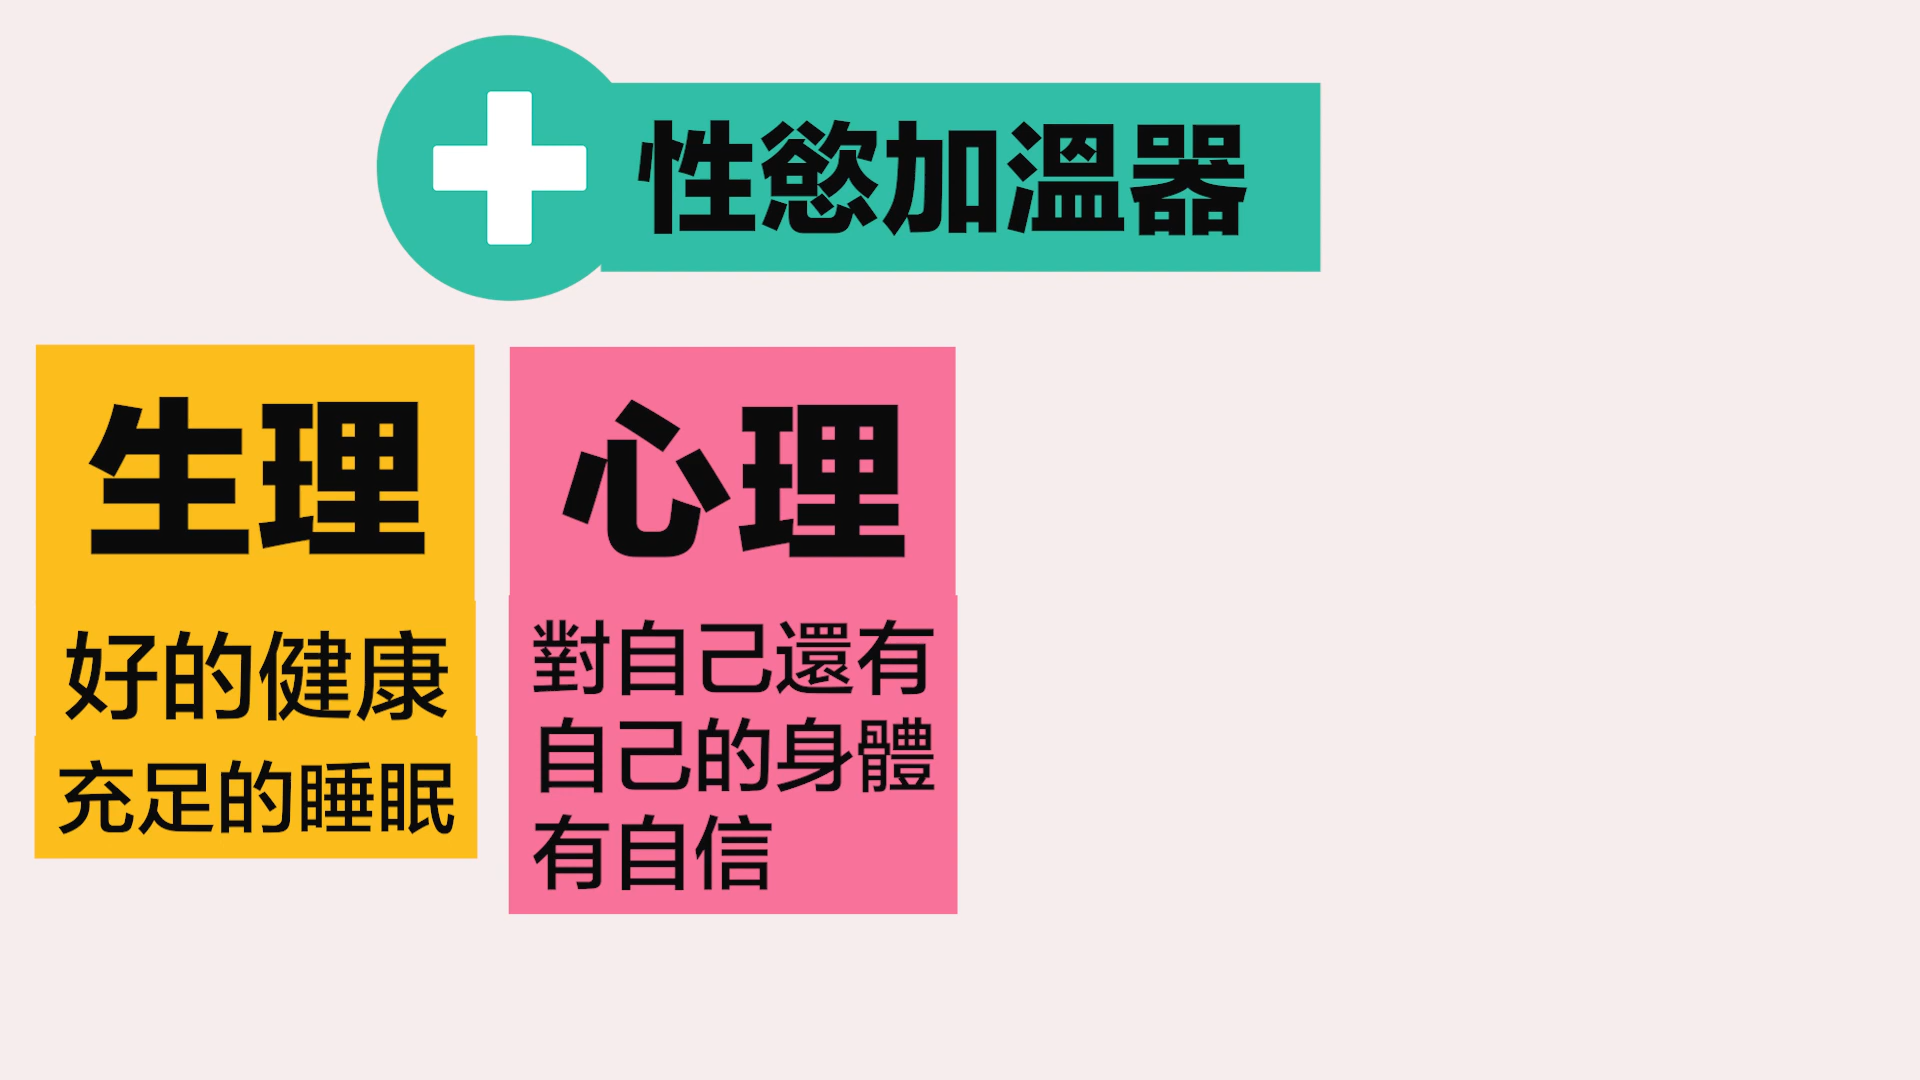 性慾加溫器
生理
好的健康
充足的睡眠
心理
對自己還有
自己的身體
有自信